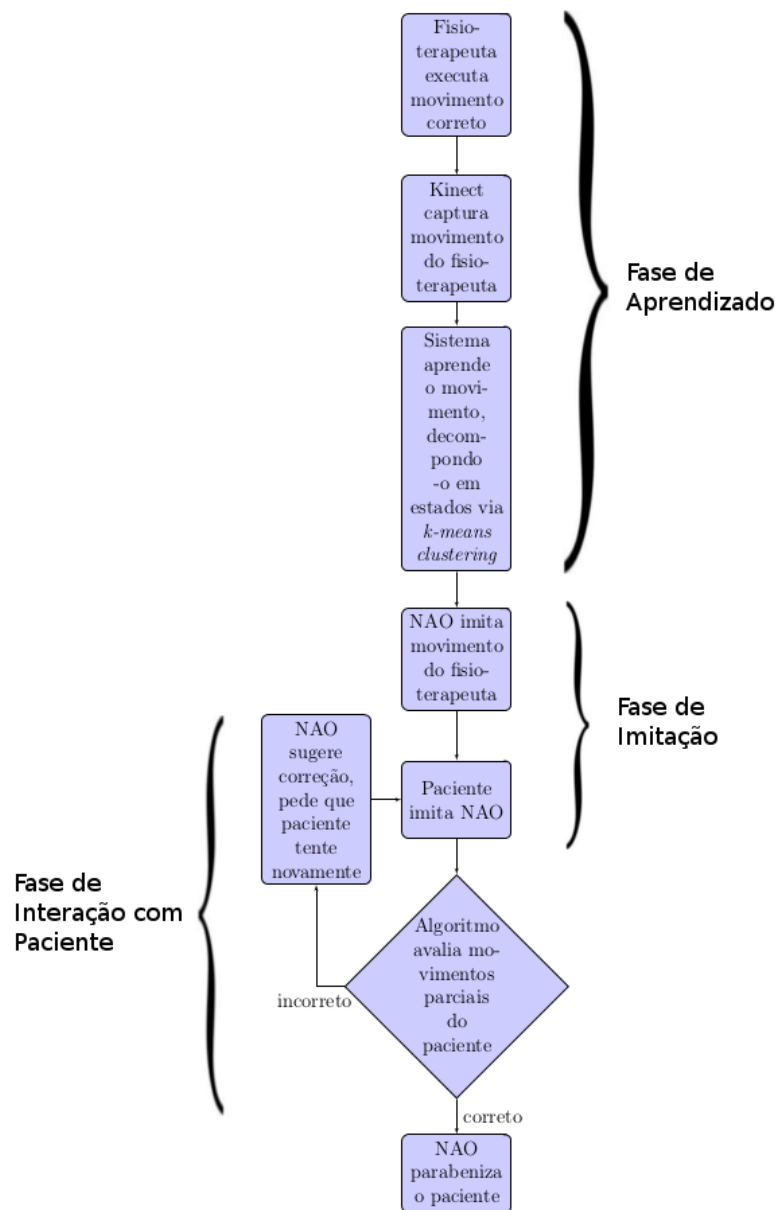 Fisio-
terapeuta
executa
movimento
correto
Kinect
captura
movimento
do fisio-
terapeuta
Fase de
Aprendizado
Sistema
aprende
o movi-
mento,
decom-
pondo
-o em
estados via
k-means
clustering
NAO imita
movimento
do fisio-
terapeuta
Fase de
Imitação
NAO
sugere
correção,
pede que
paciente
tente
novamente
Paciente
imita NAO
Fase de
Interação com
Paciente
Algoritmo
avalia mo-
vimentos
parciais
do
paciente
incorreto
correto
NAO
parabeniza
o paciente